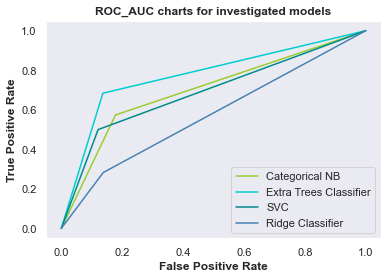 ROC_AUC charts for investigated models
True Positive Rate
1.0
0.8
0.6
0.4
0.2
0.0
Categorical NB
Extra Trees Classifier
SVC
Ridge Classifier
0.0 0.2 0.4 0.6 0.8 1.0
False Positive Rate